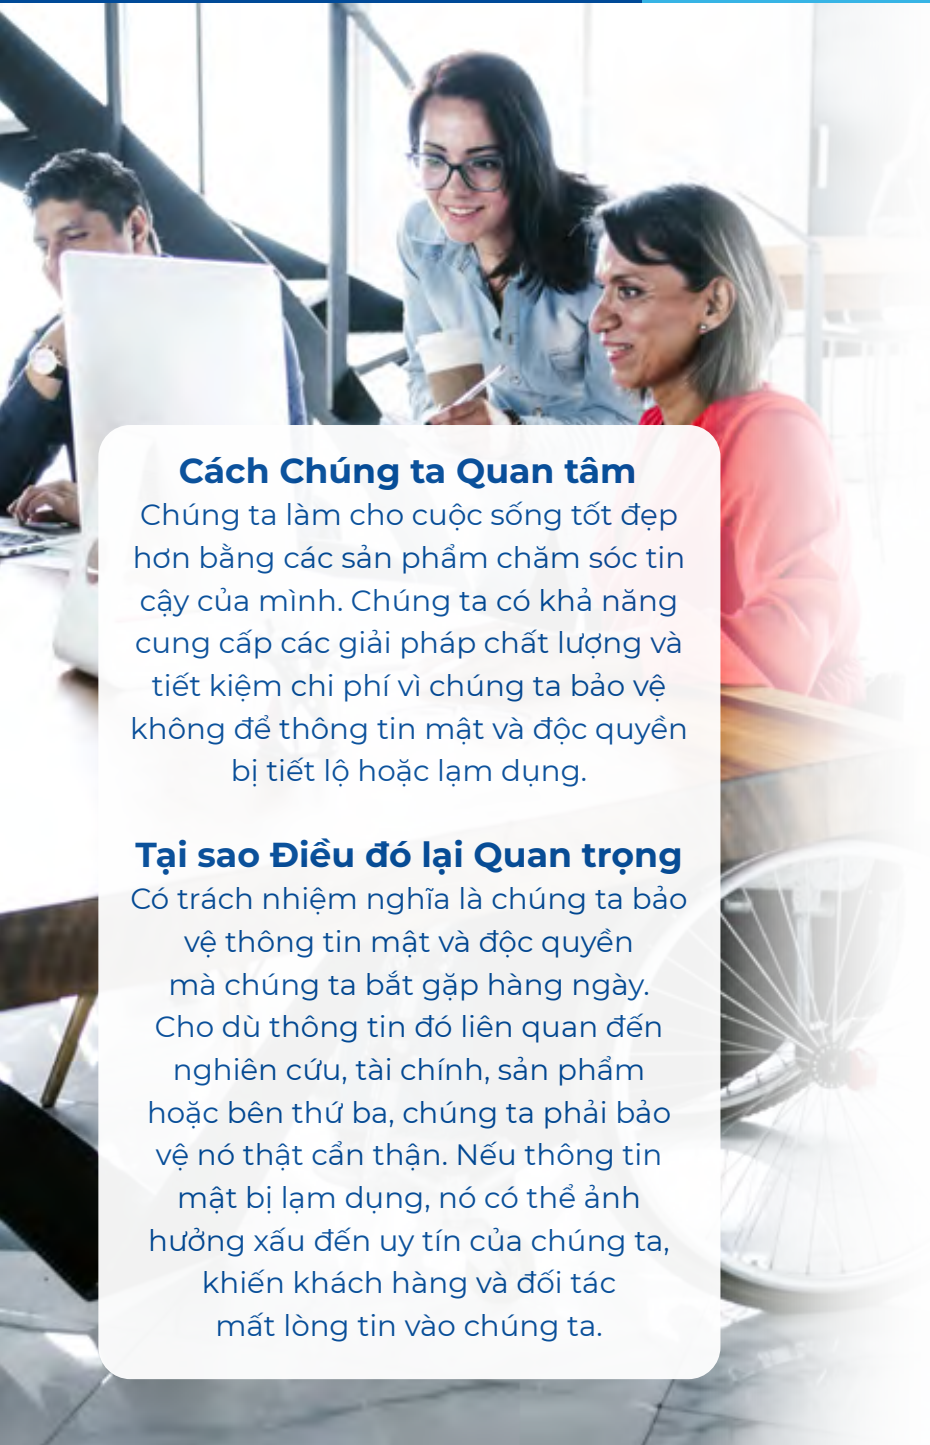 Cách Chúng ta Quan tâm
Chúng ta làm cho cuộc sống tốt đẹp
hơn bằng các sản phẩm chăm sóc tin
cậy của mình. Chúng ta có khả năng
cung cấp các giải pháp chất lượng và
tiết kiệm chi phí vì chúng ta bảo vệ
không để thông tin mật và độc quyền
bị tiết lộ hoặc lạm dụng.
Tại sao Điều đó lại Quan trọng
Có trách nhiệm nghĩa là chúng ta bảo
vệ thông tin mật và độc quyền
mà chúng ta bắt gặp hàng ngày.
Cho dù thông tin đó liên quan đến
nghiên cứu, tài chính, sản phẩm
hoặc bên thứ ba, chúng ta phải bảo
vệ nó thật cẩn thận. Nếu thông tin
mật bị lạm dụng, nó có thể ảnh
hưởng xấu đến uy tín của chúng ta,
khiến khách hàng và đối tác
mất lòng tin vào chúng ta.